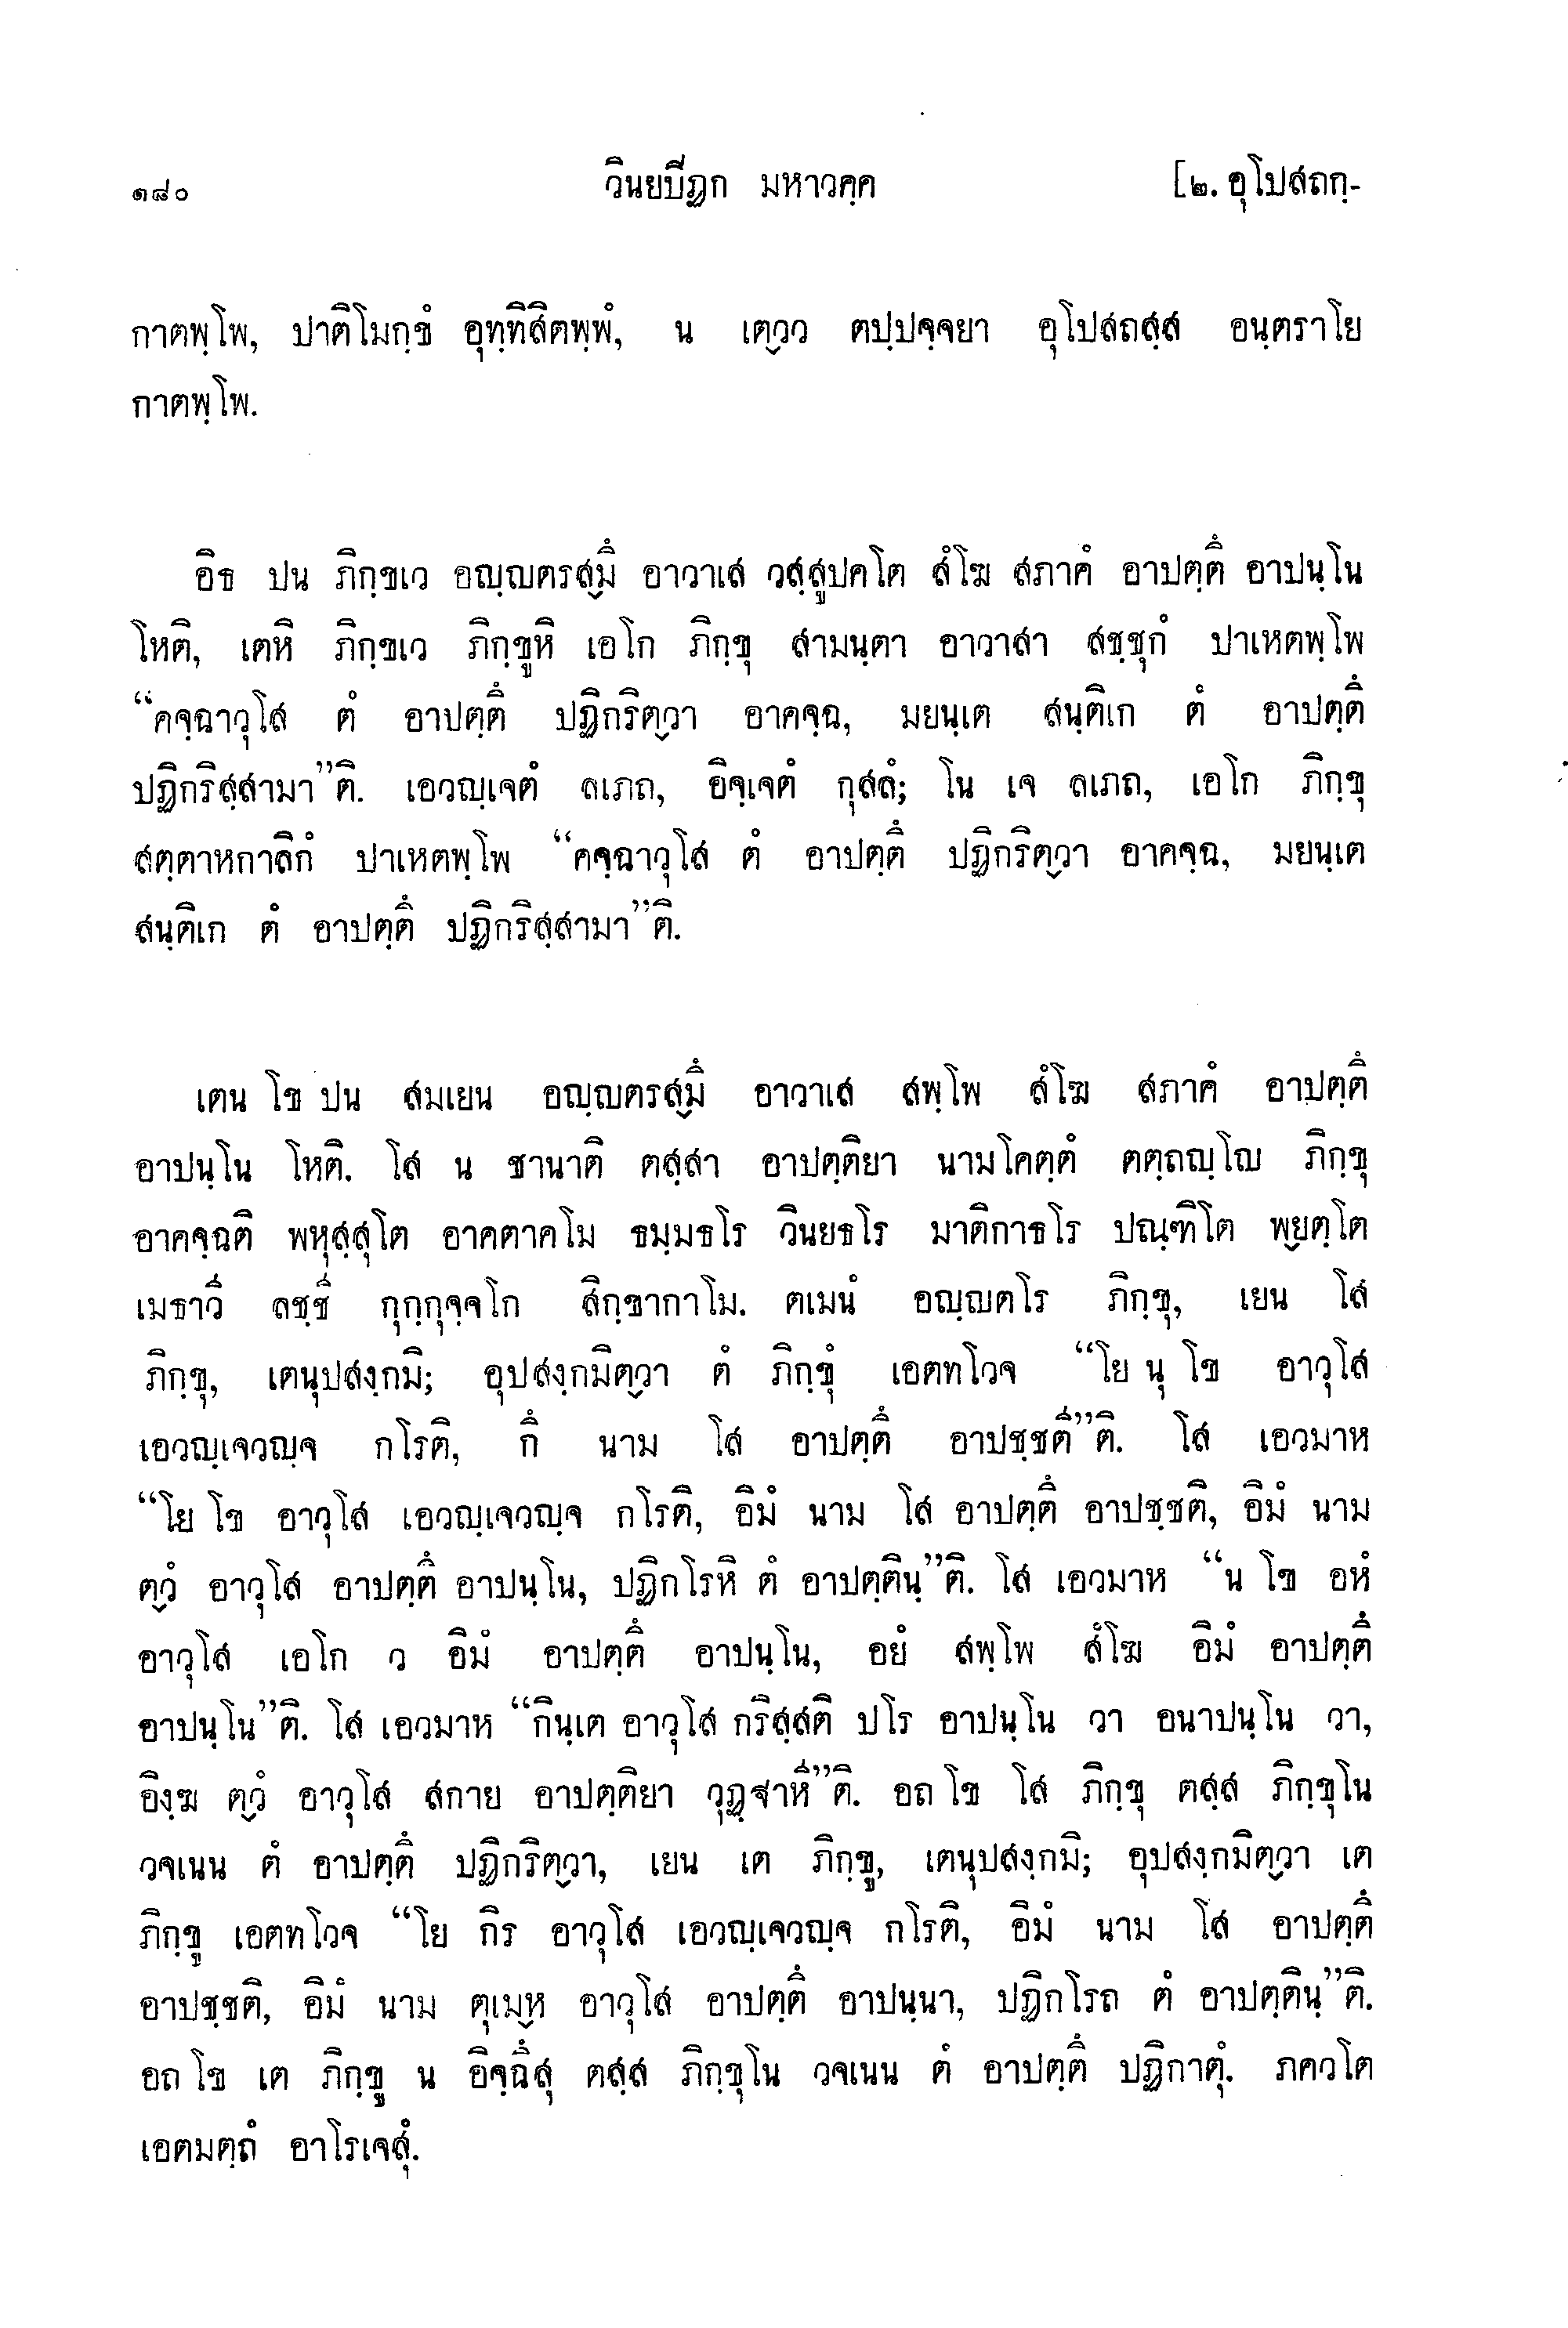 ๑๘๐ วินยปิฏก มหาวคฺค [๒. อุโปสถกฺ-
กาตพฺโพ, ปาติโมกฺขํ อุทฺทิสิตพฺพํ, น เตฺวว ตปฺปจฺจยา อุโปสถสฺส อนฺตราโย
กาตพฺโพ.
อิธ ปน ภิกฺขเว อญฺญตรสฺมิํ อาวาเส วสฺสูปคโต สํโฆ สภาคํ อาปตฺติํ อาปนฺโน
โหติ, เตหิ ภิกฺขเว ภิกฺขูหิ เอโก ภิกฺขุ สามนฺตา อาวาสา สชฺชุกํ ปาเหตพฺโพ
“คจฺฉาวุโส ตํ อาปตฺติํ ปฏิกริตฺวา อาคจฺฉ, มยนฺเต สนฺติเก ตํ อาปตฺติํ
ปฏิกริสฺสามา”ติ. เอวญฺเจตํ ลเภถ, อิจฺเจตํ กุสลํ; โน เจ ลเภถ, เอโก ภิกฺขุ
สตฺตาหกาลิกํ ปาเหตพฺโพ “คจฺฉาวุโส ตํ อาปตฺติํ ปฏิกริตฺวา อาคจฺฉ, มยนฺเต
สนฺติเก ตํ อาปตฺติํ ปฏิกริสฺสามา”ติ.
เตน โข ปน สมเยน อญฺญตรสฺมิํ อาวาเส สพฺโพ สํโฆ สภาคํ อาปตฺติํ
อาปนฺโน โหติ. โส น ชานาติ ตสฺสา อาปตฺติยา นามโคตฺตํ ตตฺถญฺโญ ภิกฺขุ
อาคจฺฉติ พหุสฺสุโต อาคตาคโม ธมฺมธโร วินยธโร มาติกาธโร ปณฺฑิโต พฺยตฺโต
เมธาวี ลชฺชี กุกฺกุจฺจโก สิกฺขากาโม. ตเมนํ อญฺญตโร ภิกฺขุ, เยน โส
ภิกฺขุ, เตนุปสงฺกมิ; อุปสงฺกมิตฺวา ตํ ภิกฺขุํ เอตทโวจ “โย นุ โข อาวุโส
เอวญฺเจวญฺจ กโรติ, กิํ นาม โส อาปตฺติํ อาปชฺชตี”ติ. โส เอวมาห
“โย โข อาวุโส เอวญฺเจวญฺจ กโรติ, อิมํ นาม โส อาปตฺติํ อาปชฺชติ, อิมํ นาม
ตฺวํ อาวุโส อาปตฺติํ อาปนฺโน, ปฏิกโรหิ ตํ อาปตฺตินฺ”ติ. โส เอวมาห “น โข อหํ
อาวุโส เอโก ว อิมํ อาปตฺติํ อาปนฺโน, อยํ สพฺโพ สํโฆ อิมํ อาปตฺติํ
อาปนฺโน”ติ. โส เอวมาห “กินฺเต อาวุโส กริสฺสติ ปโร อาปนฺโน วา อนาปนฺโน วา,
อิงฺฆ ตฺวํ อาวุโส สกาย อาปตฺติยา วุฏฺฐาหี”ติ. อถ โข โส ภิกฺขุ ตสฺส ภิกฺขุโน
วจเนน ตํ อาปตฺติํ ปฏิกริตฺวา, เยน เต ภิกฺขู, เตนุปสงฺกมิ; อุปสงฺกมิตฺวา เต
ภิกฺขู เอตทโวจ “โย กิร อาวุโส เอวญฺเจวญฺจ กโรติ, อิมํ นาม โส อาปตฺติํ
อาปชฺชติ, อิมํ นาม ตุเมฺห อาวุโส อาปตฺติํ อาปนฺนา, ปฏิกโรถ ตํ อาปตฺตินฺ”ติ.
อถ โข เต ภิกฺขู น อิจฺฉิํสุ ตสฺส ภิกฺขุโน วจเนน ตํ อาปตฺติํ ปฏิกาตุํ. ภควโต
เอตมตฺถํ อาโรเจสุํ.